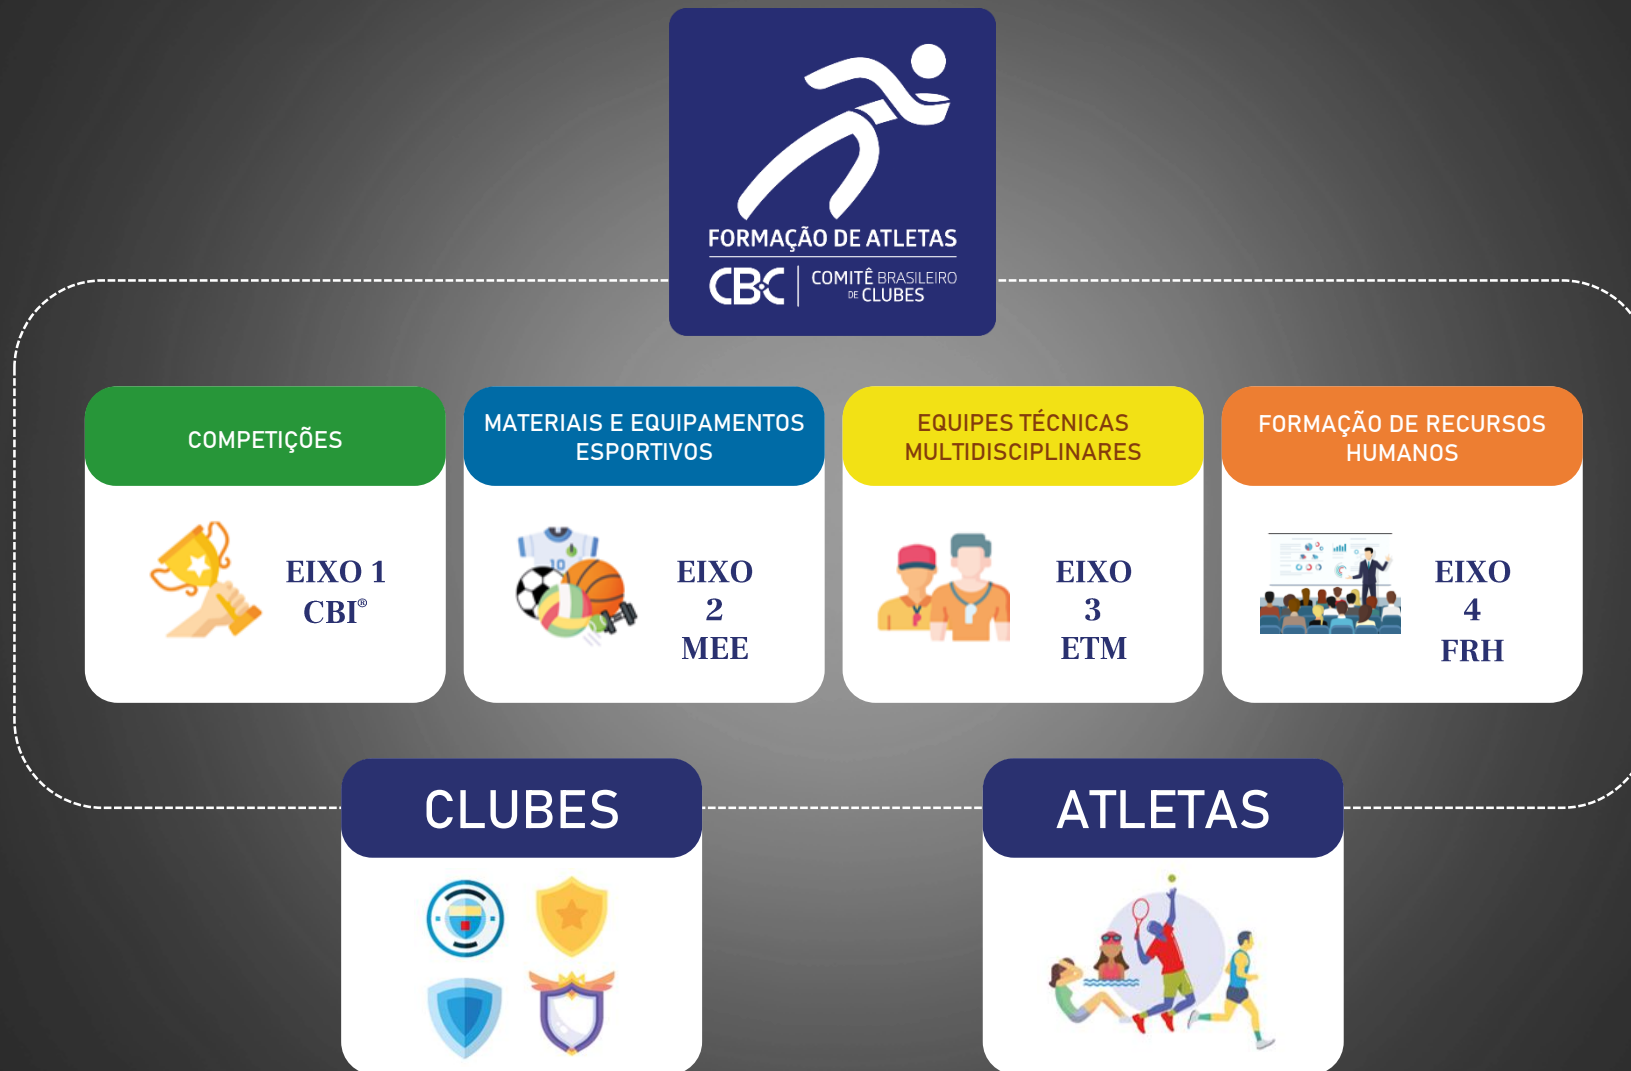 FORMAÇÃO DE ATLETAS
CBC
COMITÊ BRASILEIRO
DE CLUBES
COMPETIÇÕES
EIXO 1
CBI®
MATERIAIS E EQUIPAMENTOS
ESPORTIVOS
10
EIXO
2
MEE
EQUIPES TÉCNICAS
MULTIDISCIPLINARES
EIXO
3
ETM
FORMAÇÃO DE RECURSOS
HUMANOS
EIXO
4
FRH
CLUBES
ATLETAS